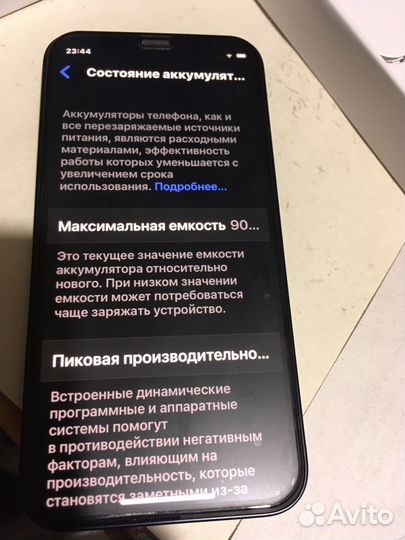 23:44
Состояние аккумулят...
Аккумуляторы телефона, как и
все перезаряжаемые источники
питания, являются расходными
материалами, эффективность
работы которых уменьшается с
увеличением срока
использования. Подробнее...
Максимальная емкость 90...
Это текущее значение емкости
аккумулятора относительно
нового. При низком значении
емкости может потребоваться
чаще заряжать устройство.
Пиковая производительно...
Встроенные динамические
программные и аппаратные
системы помогут
в противодействии негативным
факторам, влияющим на
производительность, которые
становятся заметными из-за
Avito